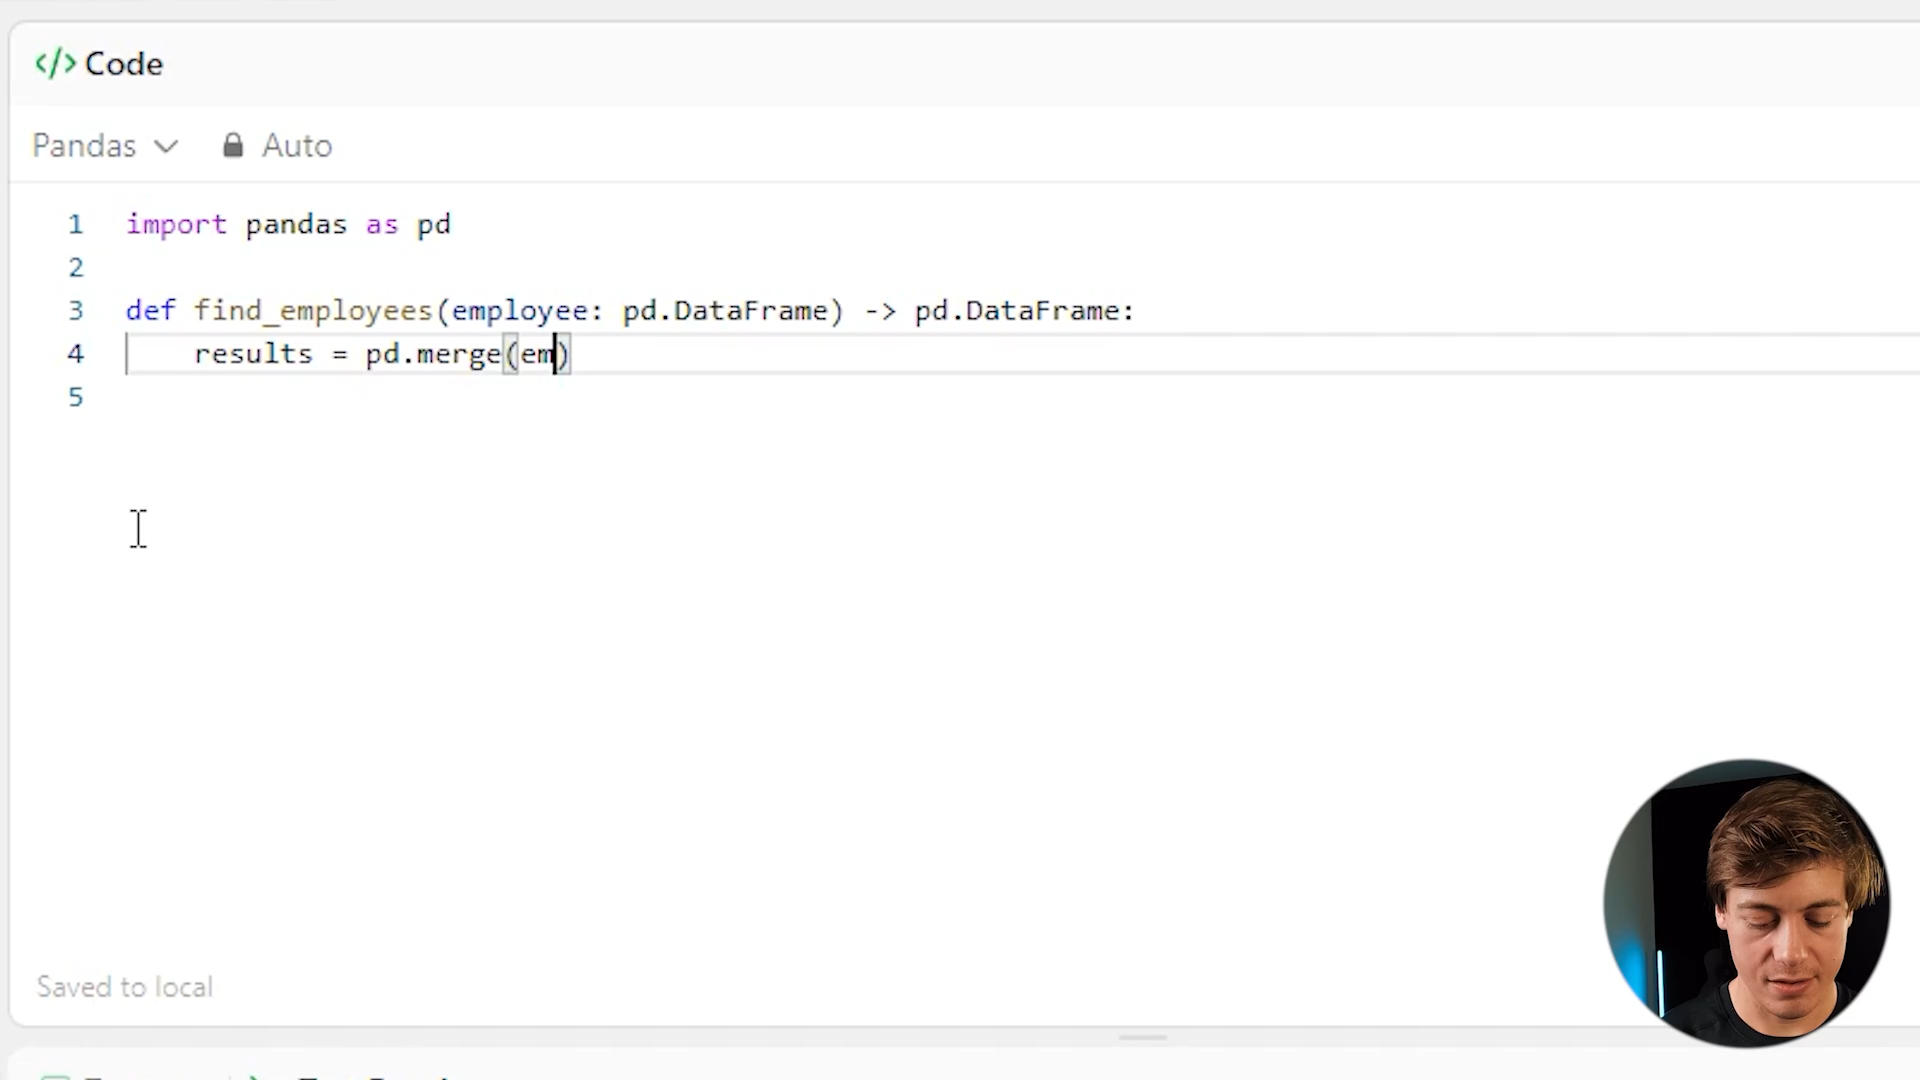 </> Code
Pandas Auto
1 import pandas as pd
2
3 def find_employees(employee: pd.DataFrame) -> pd.DataFrame:
4 results = pd.merge(em)
5
Saved to local